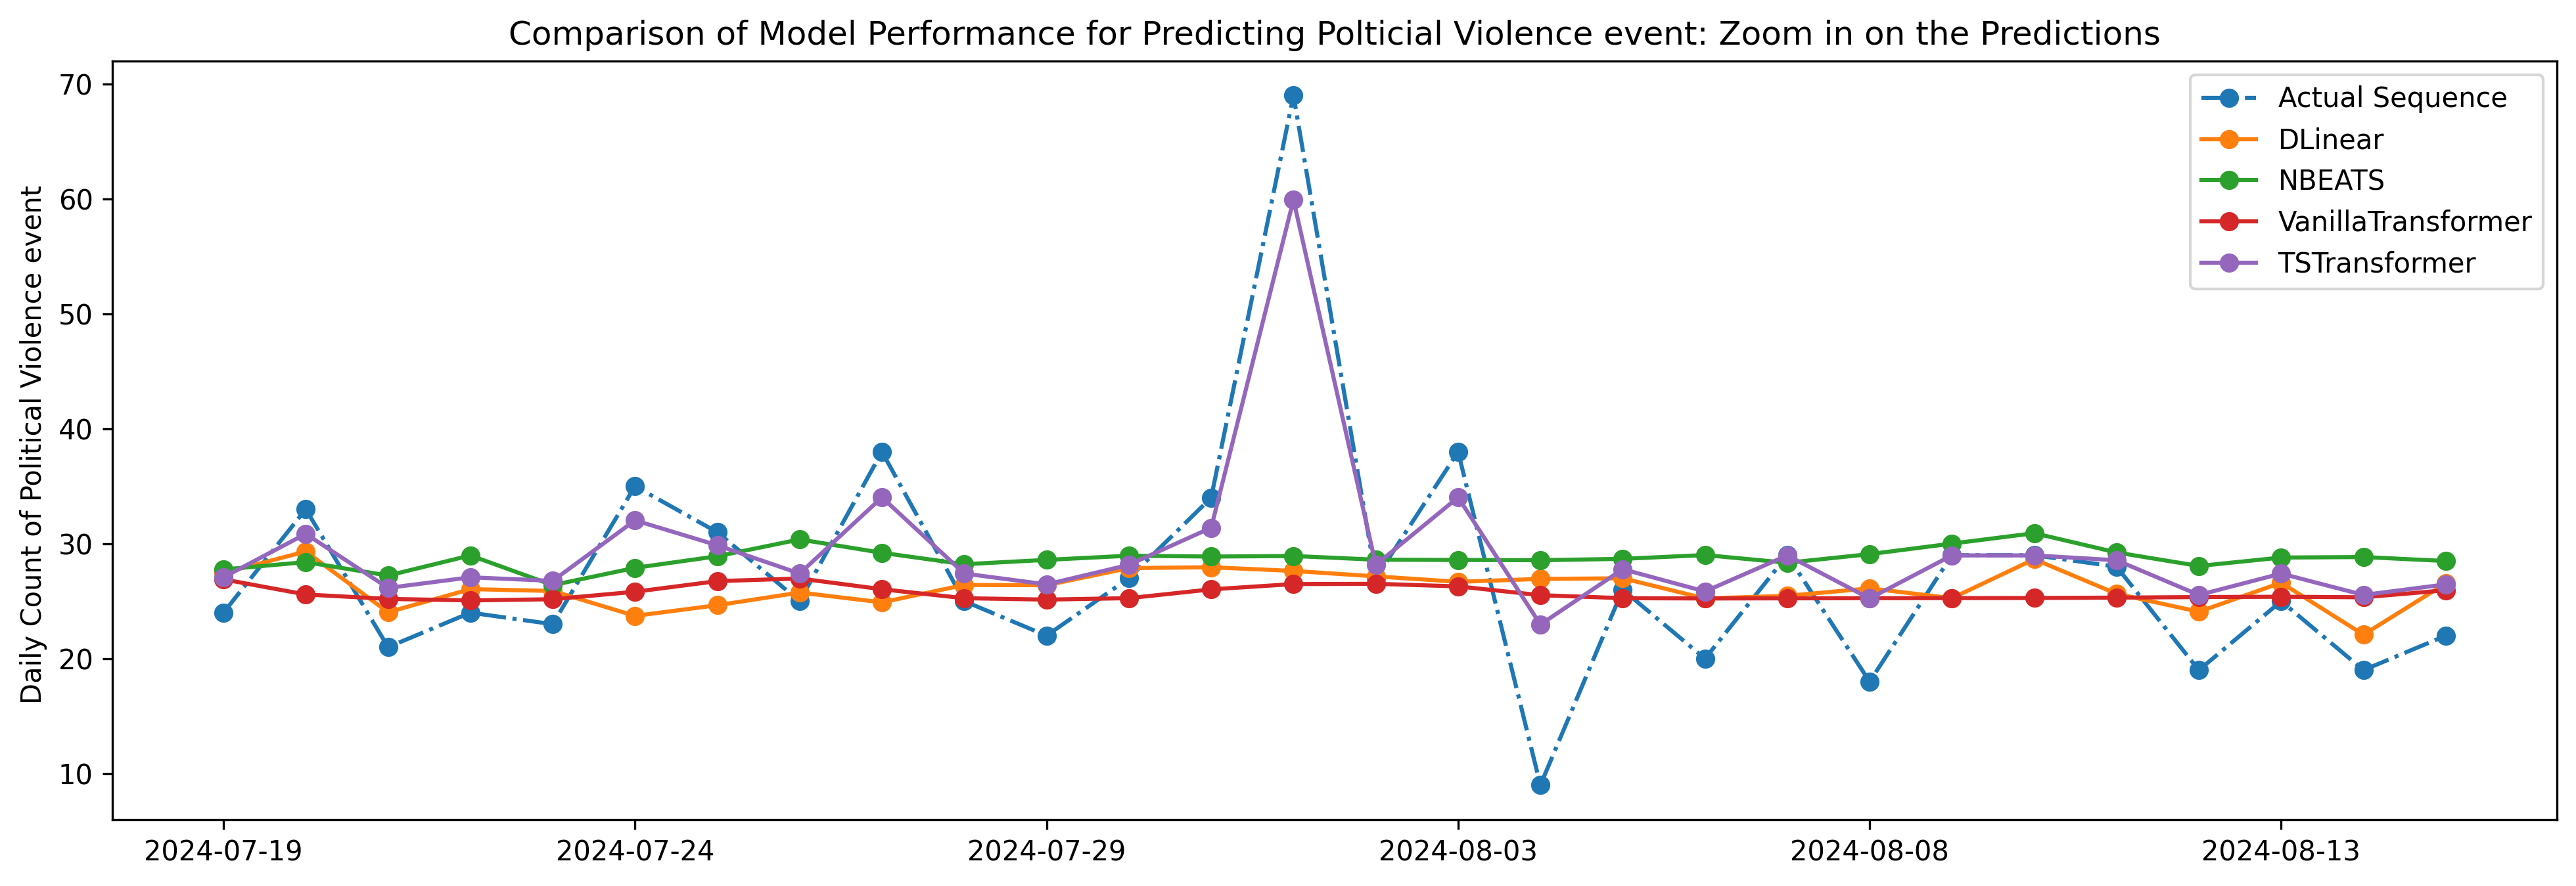 Comparison of Model Performance for Predicting Polticial Violence event: Zoom in on the Predictions
Daily Count of Political Violence event
70
60
50
40
30
20
10
Actual Sequence
DLinear
NBEATS
VanillaTransformer
TSTransformer
2024-07-19
2024-07-24
2024-07-29
2024-08-03
2024-08-08
2024-08-13